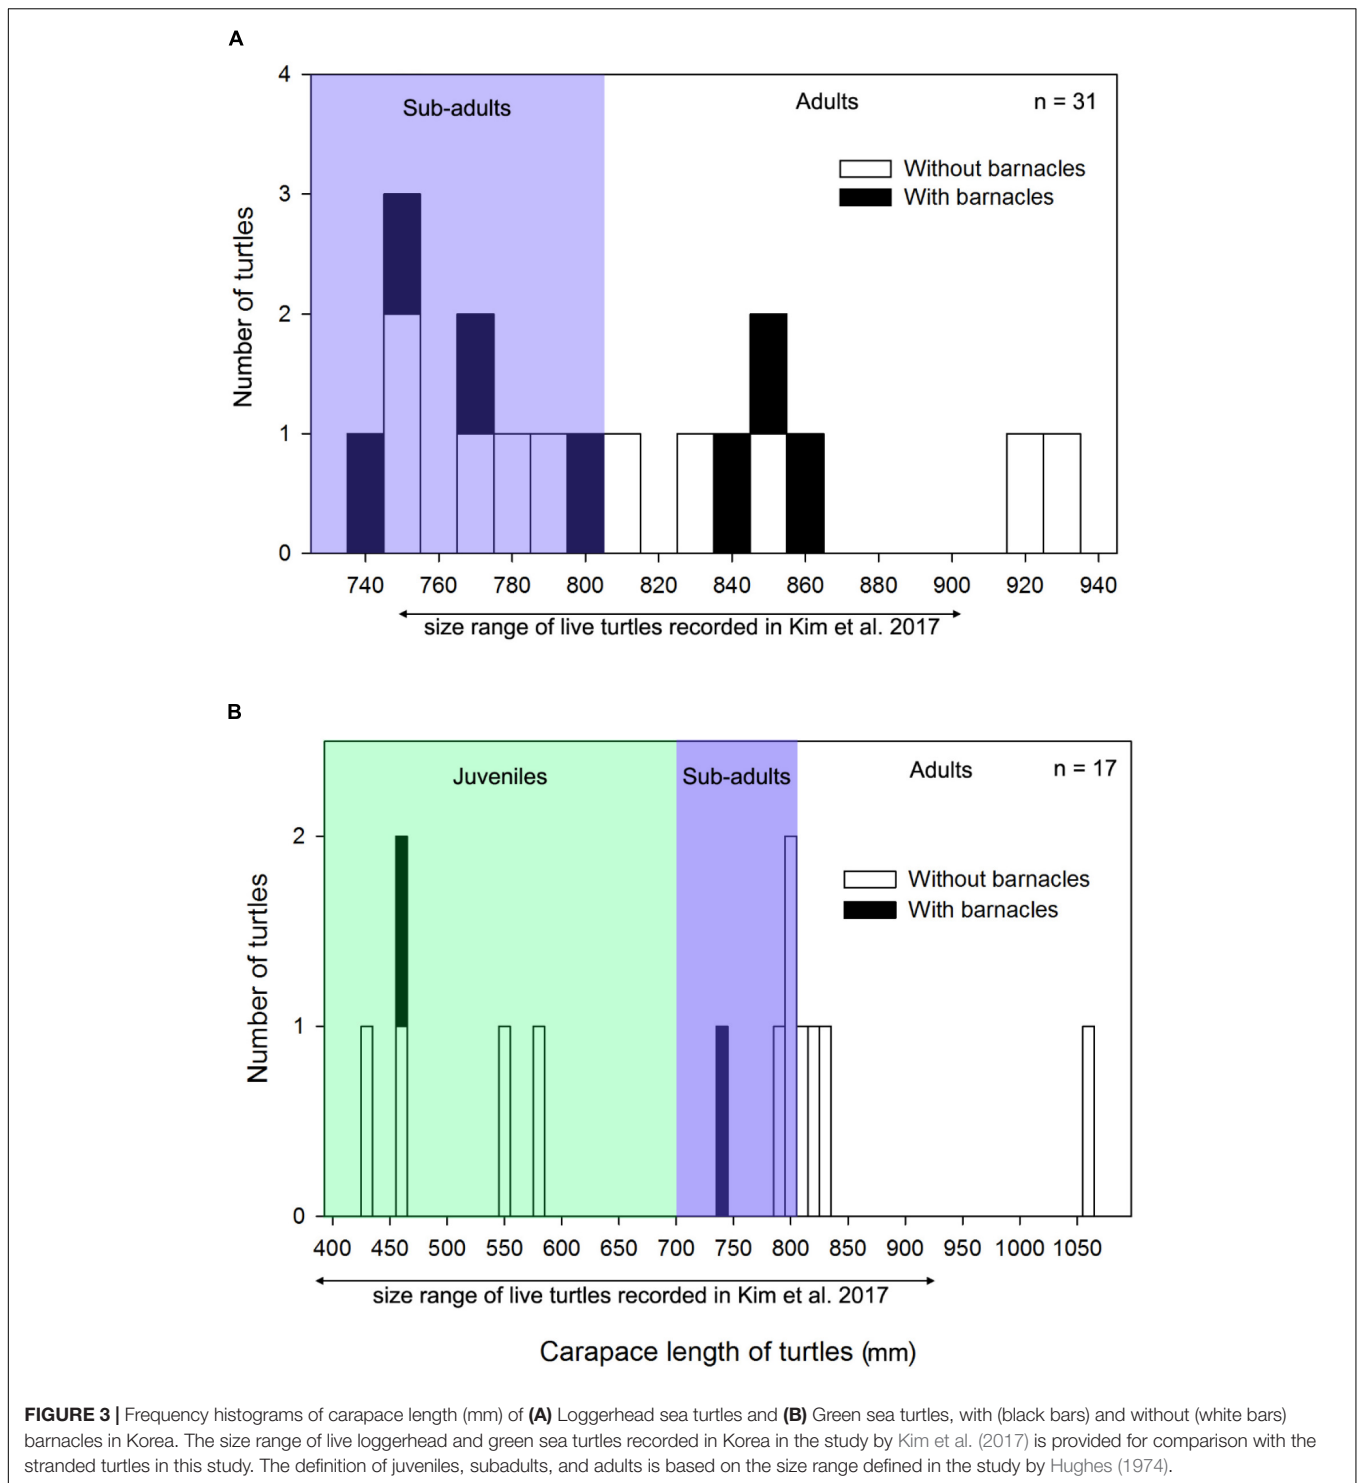 A
4
Sub-adults
Adults
n = 31
Without barnacles
With barnacles
3
2
1
0
Number of turtles
740 760 780 800 820 840 860 880 900 920 940
size range of live turtles recorded in Kim et al. 2017
B
Juveniles
Sub-adults
Adults
n = 17
Without barnacles
With barnacles
2
1
0
Number of turtles
400 450 500 550 600 650 700 750 800 850 900 950 1000 1050
size range of live turtles recorded in Kim et al. 2017
Carapace length of turtles (mm)
FIGURE 3 | Frequency histograms of carapace length (mm) of (A) Loggerhead sea turtles and (B) Green sea turtles, with (black bars) and without (white bars)
barnacles in Korea. The size range of live loggerhead and green sea turtles recorded in Korea in the study by Kim et al. (2017) is provided for comparison with the
stranded turtles in this study. The definition of juveniles, subadults, and adults is based on the size range defined in the study by Hughes (1974).